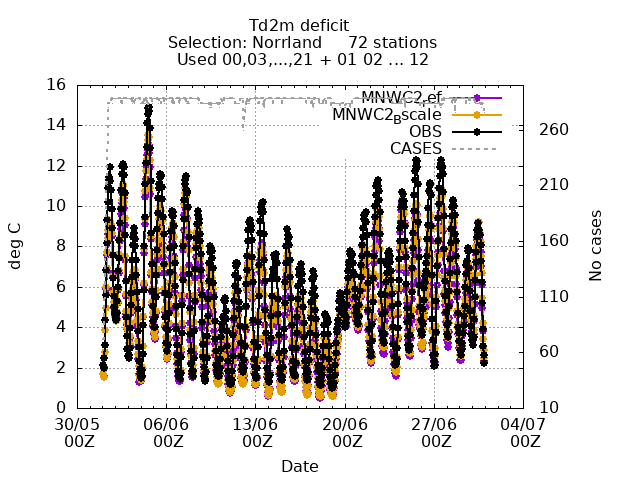 Td2m deficit
Selection: Norrland 72 stations
Used 00,03,...,21 + 01 02 ... 12
16
14
12
10
8
6
4
2
0
deg C
260
210
160
110
60
10
No cases
MNWC2_ef
MNWC2Bscale
OBS
CASES
30/05 06/06 13/06 20/06 27/06 04/07
00Z 00Z 00Z 00Z 00Z 00Z
Date